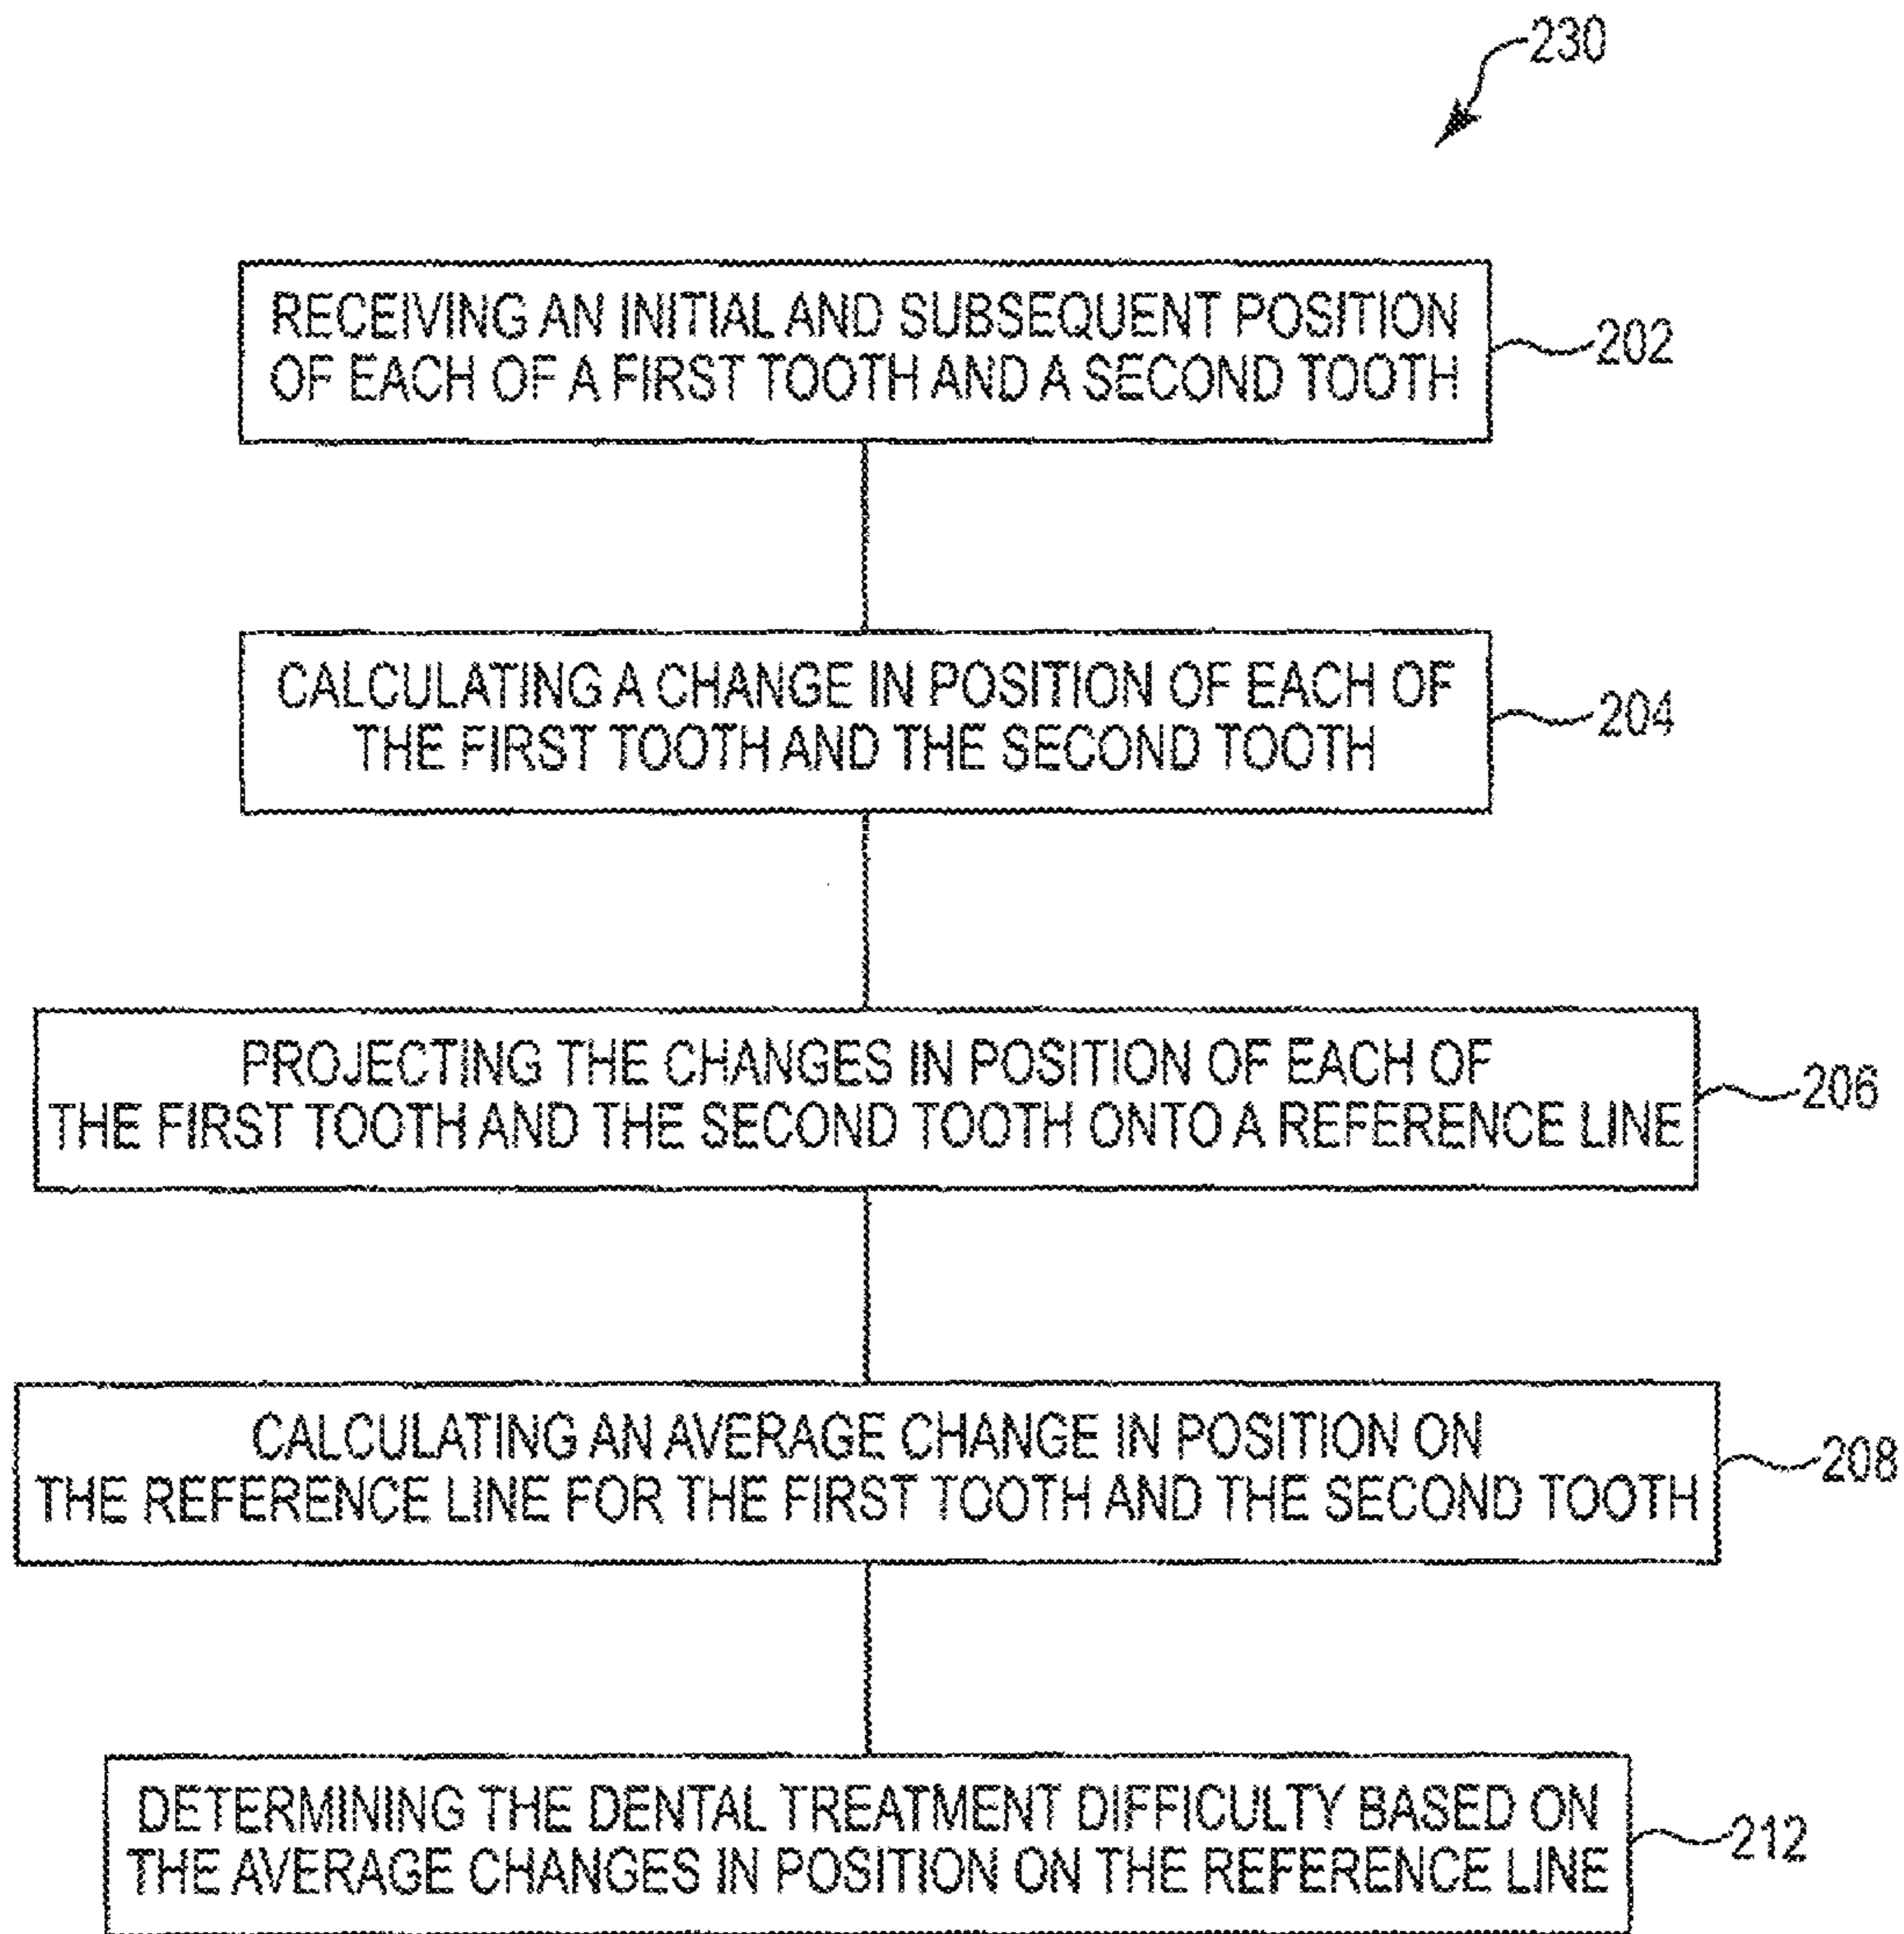 230
RECEIVING AN INITIAL AND SUBSEQUENT POSITION
OF EACH OF A FIRST TOOTH AND A SECOND TOOTH
202
CALCULATING A CHANGE IN POSITION OF EACH OF
THE FIRST TOOTH AND THE SECOND TOOTH
204
PROJECTING THE CHANGES IN POSITION OF EACH OF
THE FIRST TOOTH AND THE SECOND TOOTH ONTO A REFERENCE LINE
206
CALCULATING AN AVERAGE CHANGE IN POSITION ON
THE REFERENCE LINE FOR THE FIRST TOOTH AND THE SECOND TOOTH
208
DETERMINING THE DENTAL TREATMENT DIFFICULTY BASED ON
THE AVERAGE CHANGES IN POSITION ON THE REFERENCE LINE
212